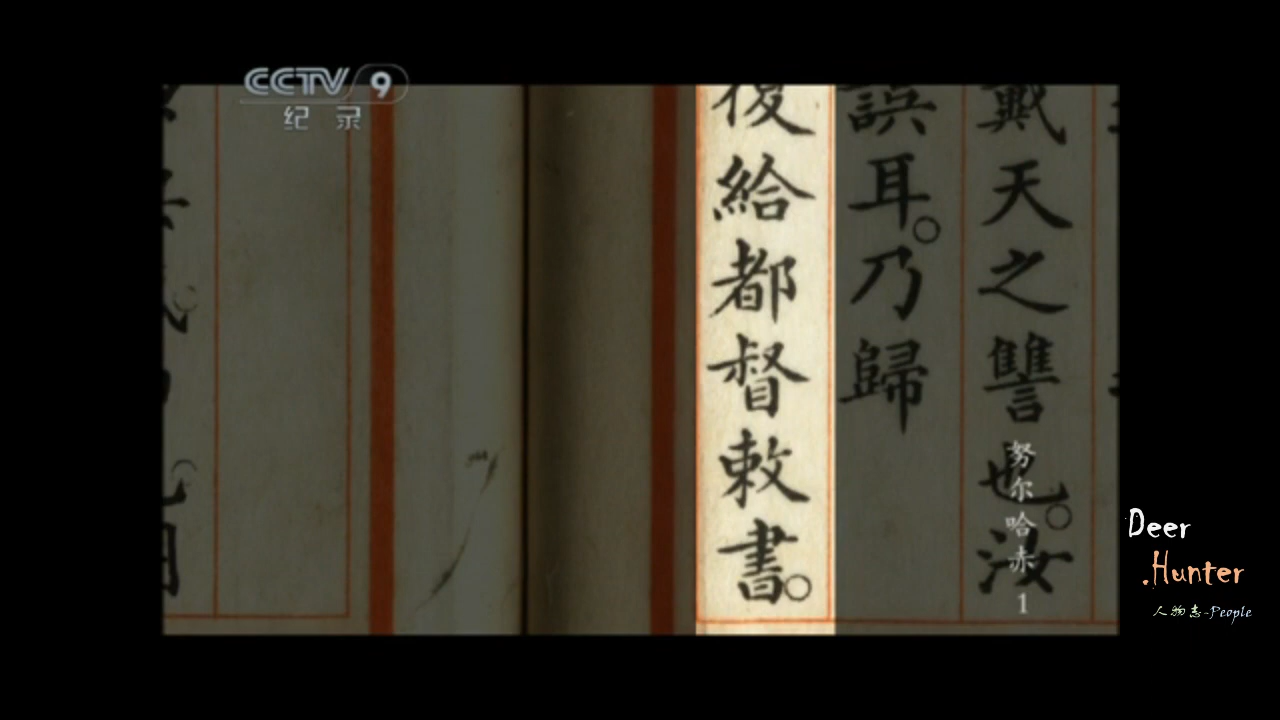 CCTV 9
纪 录
戴天之讐也○汝
誤耳○乃歸
復給都督敕書○
努尔哈赤 1
Deer
.Hunter
人物志-People